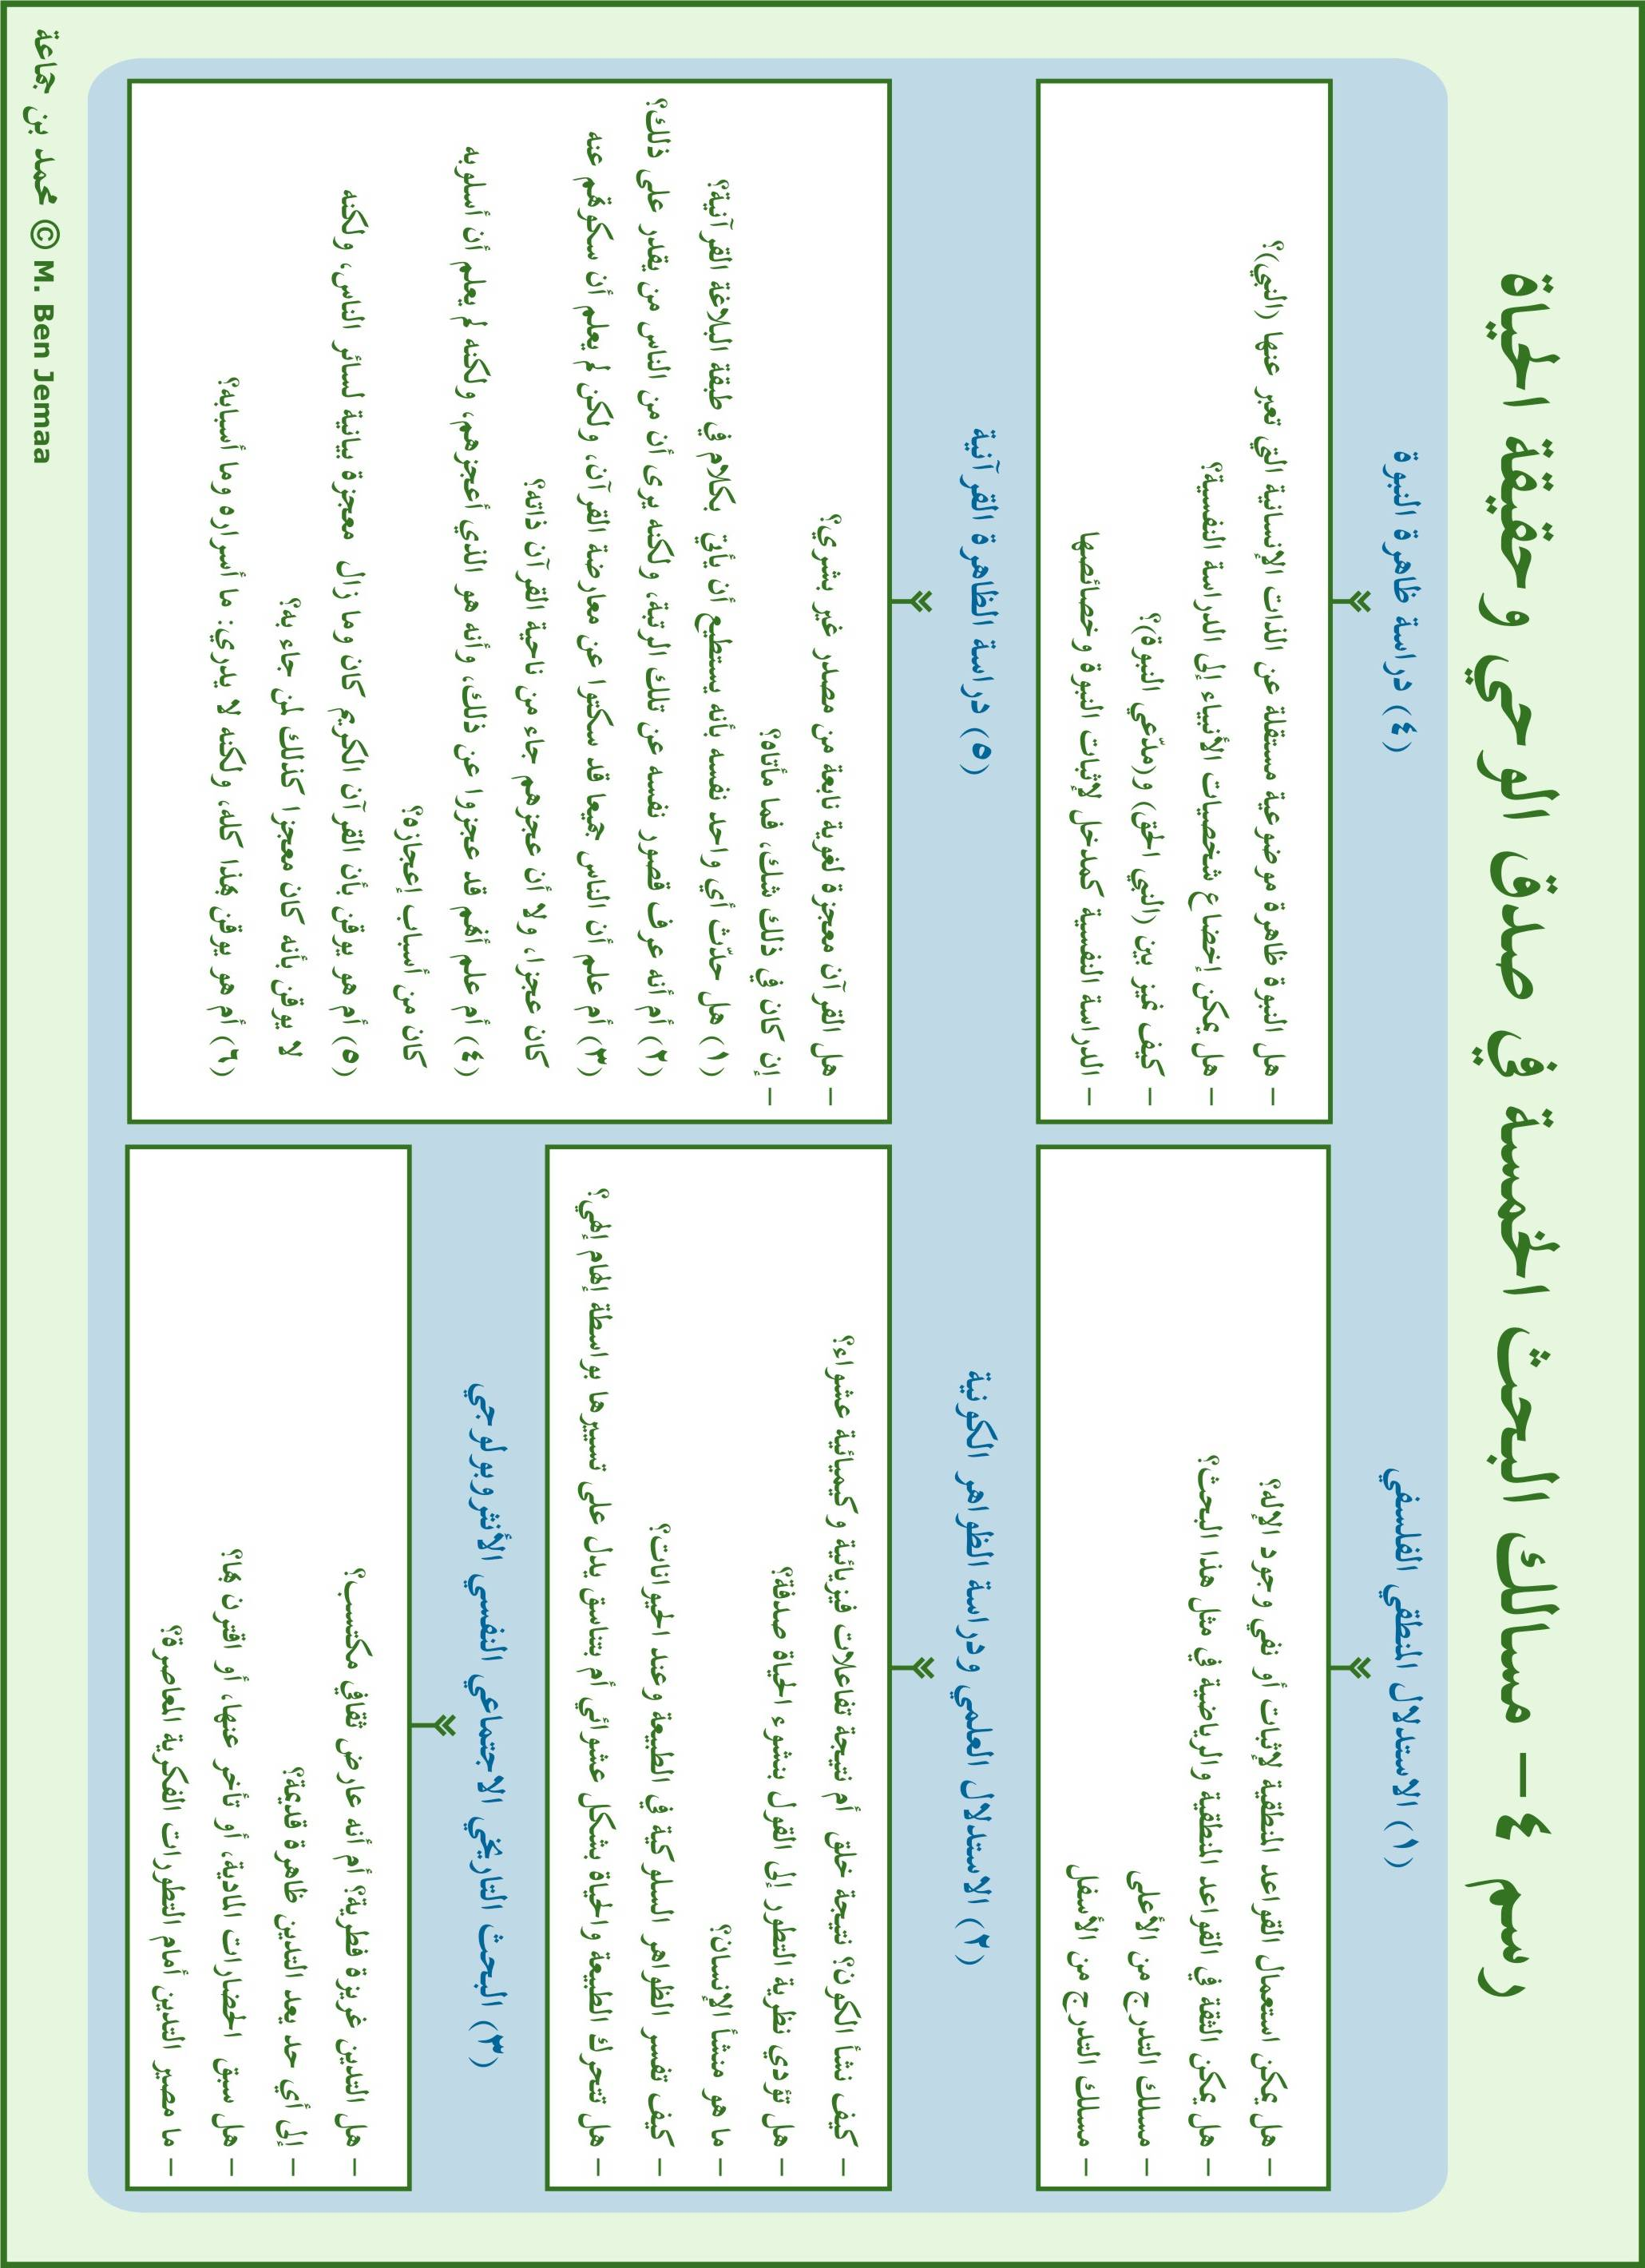 رسم ٤ – مسالك البحث الخمسة في صدق الوحي وحقيقة الحياة
(١) الاستدلال المنطقي الفلسفي
– هل يمكن استعمال القواعد المنطقية لإثبات أو نفي وجود الإله؟
– هل يمكن الثقة في القواعد المنطقية والرياضية في مثل هذا البحث؟
– مسلك التدرج من الأعلى
– مسلك التدرج من الأسفل
(٢) الاستدلال العلمي ودراسة الظواهر الكونية
– كيف نشأ الكون؟ نتيجة خلق أم نتيجة تفاعلات فيزيائية وكيميائية عشواء؟
– هل تؤدي نظرية التطور إلى القول بنشوء الحياة صدفة؟
– ما هو منشأ الإنسان؟
– كيف تفسر الظواهر السلوكية في الطبيعة وعند الحيوانات؟
– هل تتحرك الطبيعة والحياة بشكل عشوائي أم بتناسق يدل على تسييرها بواسطة إلهام إلهي؟
(٣) البحث التاريخي الاجتماعي النفسي الأنثروبولوجي
– هل التدين غريزة فطرية؟ أم أنه عارض ثقافي مكتسب؟
– إلى أي حد يعد التدين ظاهرة قديمة؟
– هل سبق الحضارات المادية، أو تأخر عنها، أو اقترن بها؟
– ما مصير التدين أمام التطورات الفكرية المعاصرة؟
(٤) دراسة ظاهرة النبوة
– هل النبوة ظاهرة موضوعية مستقلة عن الذات الإنسانية التي تعبر عنها (النبي)؟
– هل يمكن إخضاع شخصيات الأنبياء إلى الدراسة النفسية؟
– كيف نميز بين (النبي الحق) و(مدّعي النبوة)؟
– الدراسة النفسية كمدخل لإثبات النبوة وخصائصها
(٥) دراسة الظاهرة القرآنية
– هل القرآن معجزة لغوية نابعة من مصدر غير بشري؟
– إن كان في ذلك شك، فما مأتاه؟
(١) هل حدّث أي واحد نفسه بأنه يستطيع أن يأتي بكلام في طبقة البلاغة القرآنية؟
(٢) أم أنه عرف قصور نفسه عن تلك الرتبة، ولكنه يرى أن من الناس من يقدر على ذلك؟
(٣) أم علم أن الناس جميعا قد سكتوا عن معارضة القرآن، ولكن لم يعلم أن سكوتهم عنه
كان عجزا، ولا أن عجزهم جاء من ناحية القرآن ذاته؟
(٤) أم علم أنهم قد عجزوا عن ذلك، وأنه هو الذي أعجزهم، ولكنه لم يعلم أن أسلوبه
كان من أسباب إعجازه؟
(٥) أم هو يوقن بأن القرآن الكريم كان وما زال معجزة بيانية لسائر الناس، ولكنه
لا يوقن بأنه كان معجزا كذلك لمن جاء به؟
(٦) أم هو يوقن بهذا كله، ولكنه لا يدري: ما أسراره وما أسبابه؟
محمد بن جماعة © M. Ben Jemaa